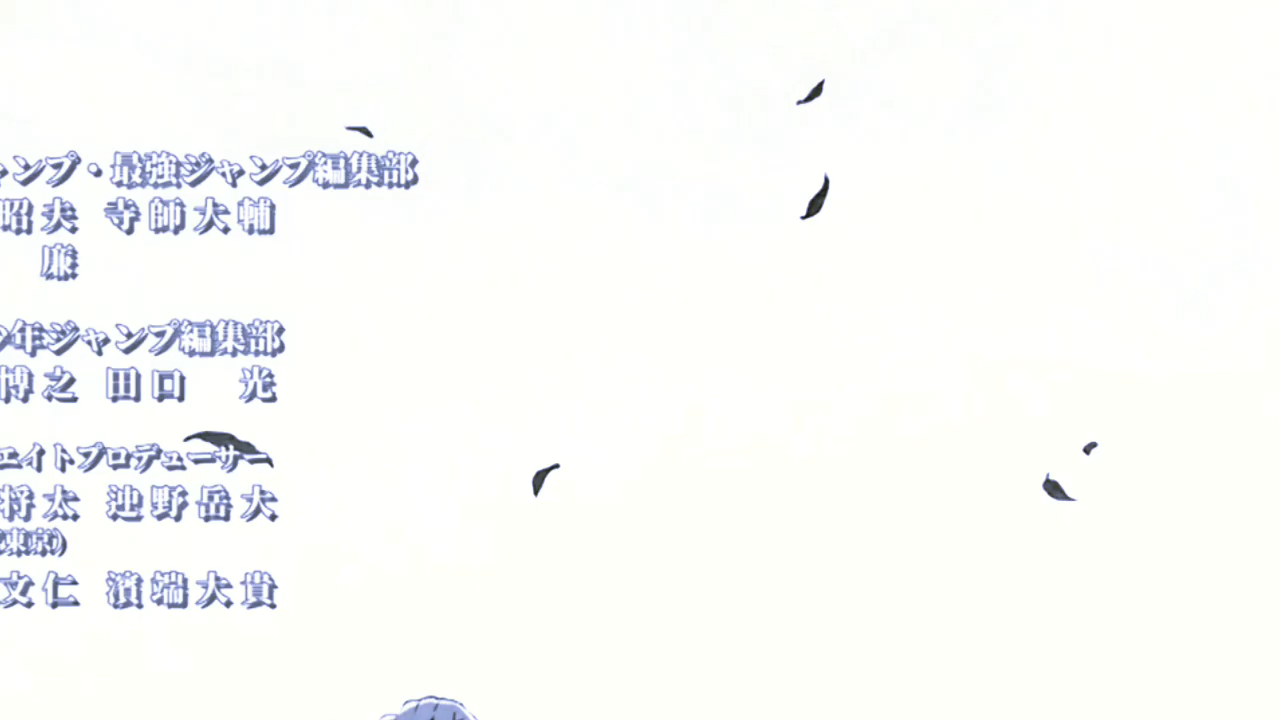 ャンプ・最強ジャンプ編集部
昭夫 寺師大輔
廉
少年ジャンプ編集部
博之 田口 光
エイトプロデューサー
将太 辻野岳大
東京)
文仁 濱端大貴